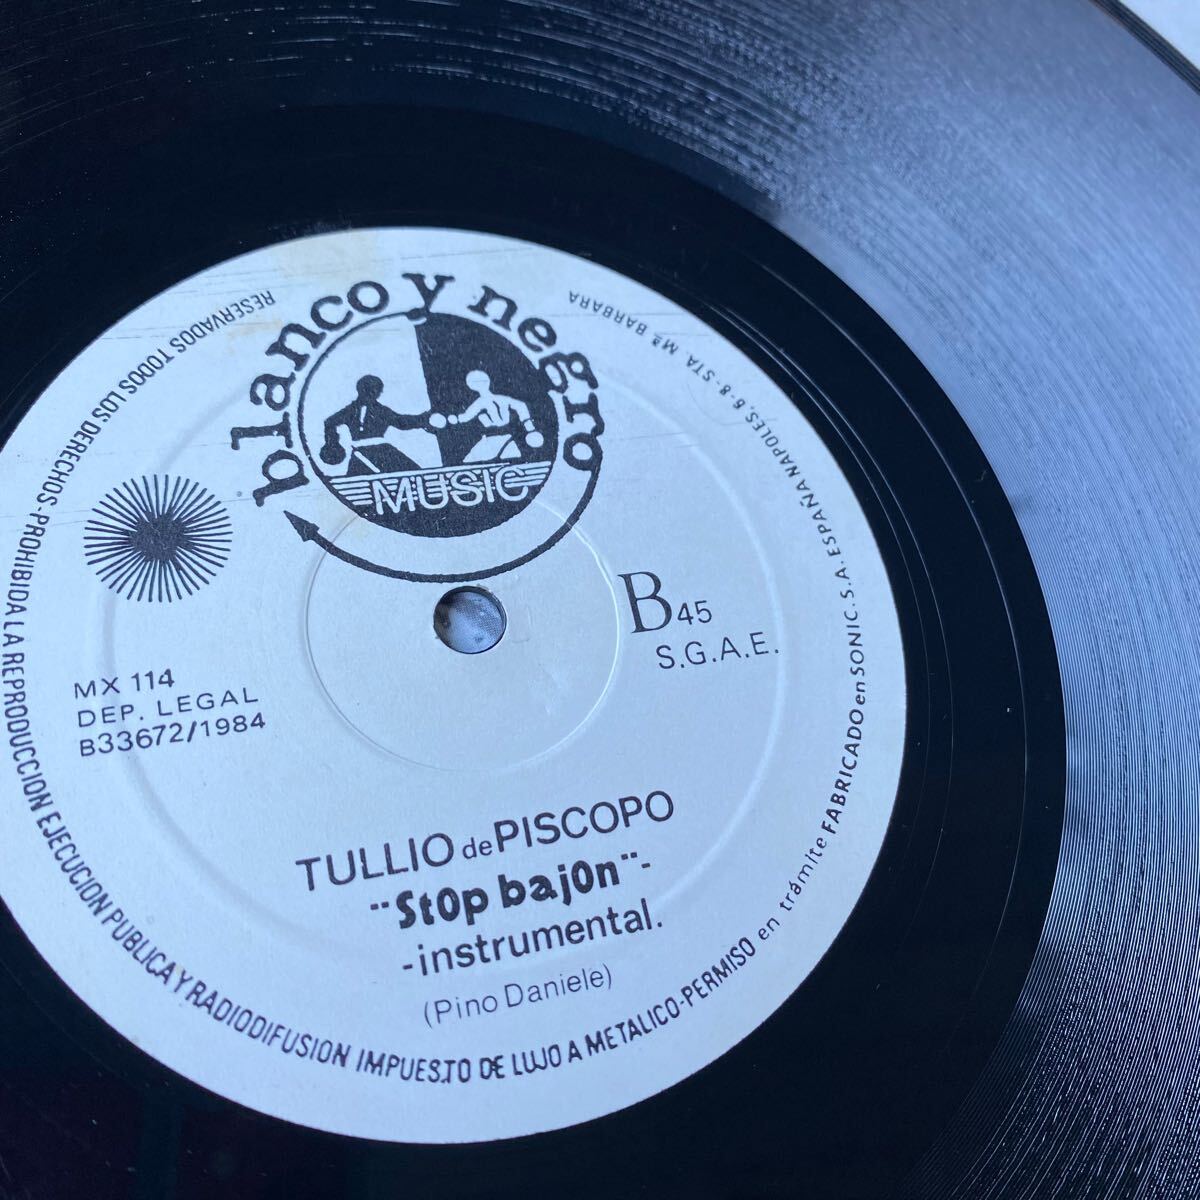 blanco y negro
MUSIC
B 45
S.G.A.E.
MX 114
DEP. LEGAL
B33672/1984
TULLIO de PISCOPO
"StOp bajOn"-
-instrumental.
(Pino Daniele)
RESERVADOS TODOS LOS DERECHOS-PROHIBIDA LA REPRODUCCION EJECUCION PUBLICA Y RADIODIFUSION IMPUESTO DE LUJO A METALICO-PERMISO en trámite FABRICADO en SONIC. S.A. ESPAÑA NAPOLES, 6-8-STA. Mª BARBARA